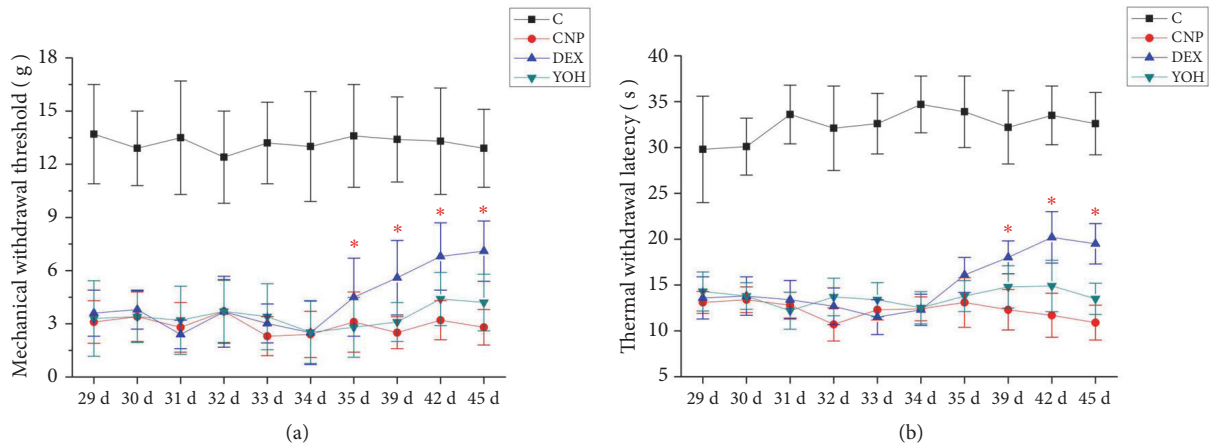 C
CNP
DEX
YOH
Mechanical withdrawal threshold ( g )
18
15
12
9
6
3
0
* * * *
29 d 30 d 31 d 32 d 33 d 34 d 35 d 39 d 42 d 45 d
(a)
C
CNP
DEX
YOH
Thermal withdrawal latency ( s )
40
35
30
25
20
15
10
5
* * *
29 d 30 d 31 d 32 d 33 d 34 d 35 d 39 d 42 d 45 d
(b)